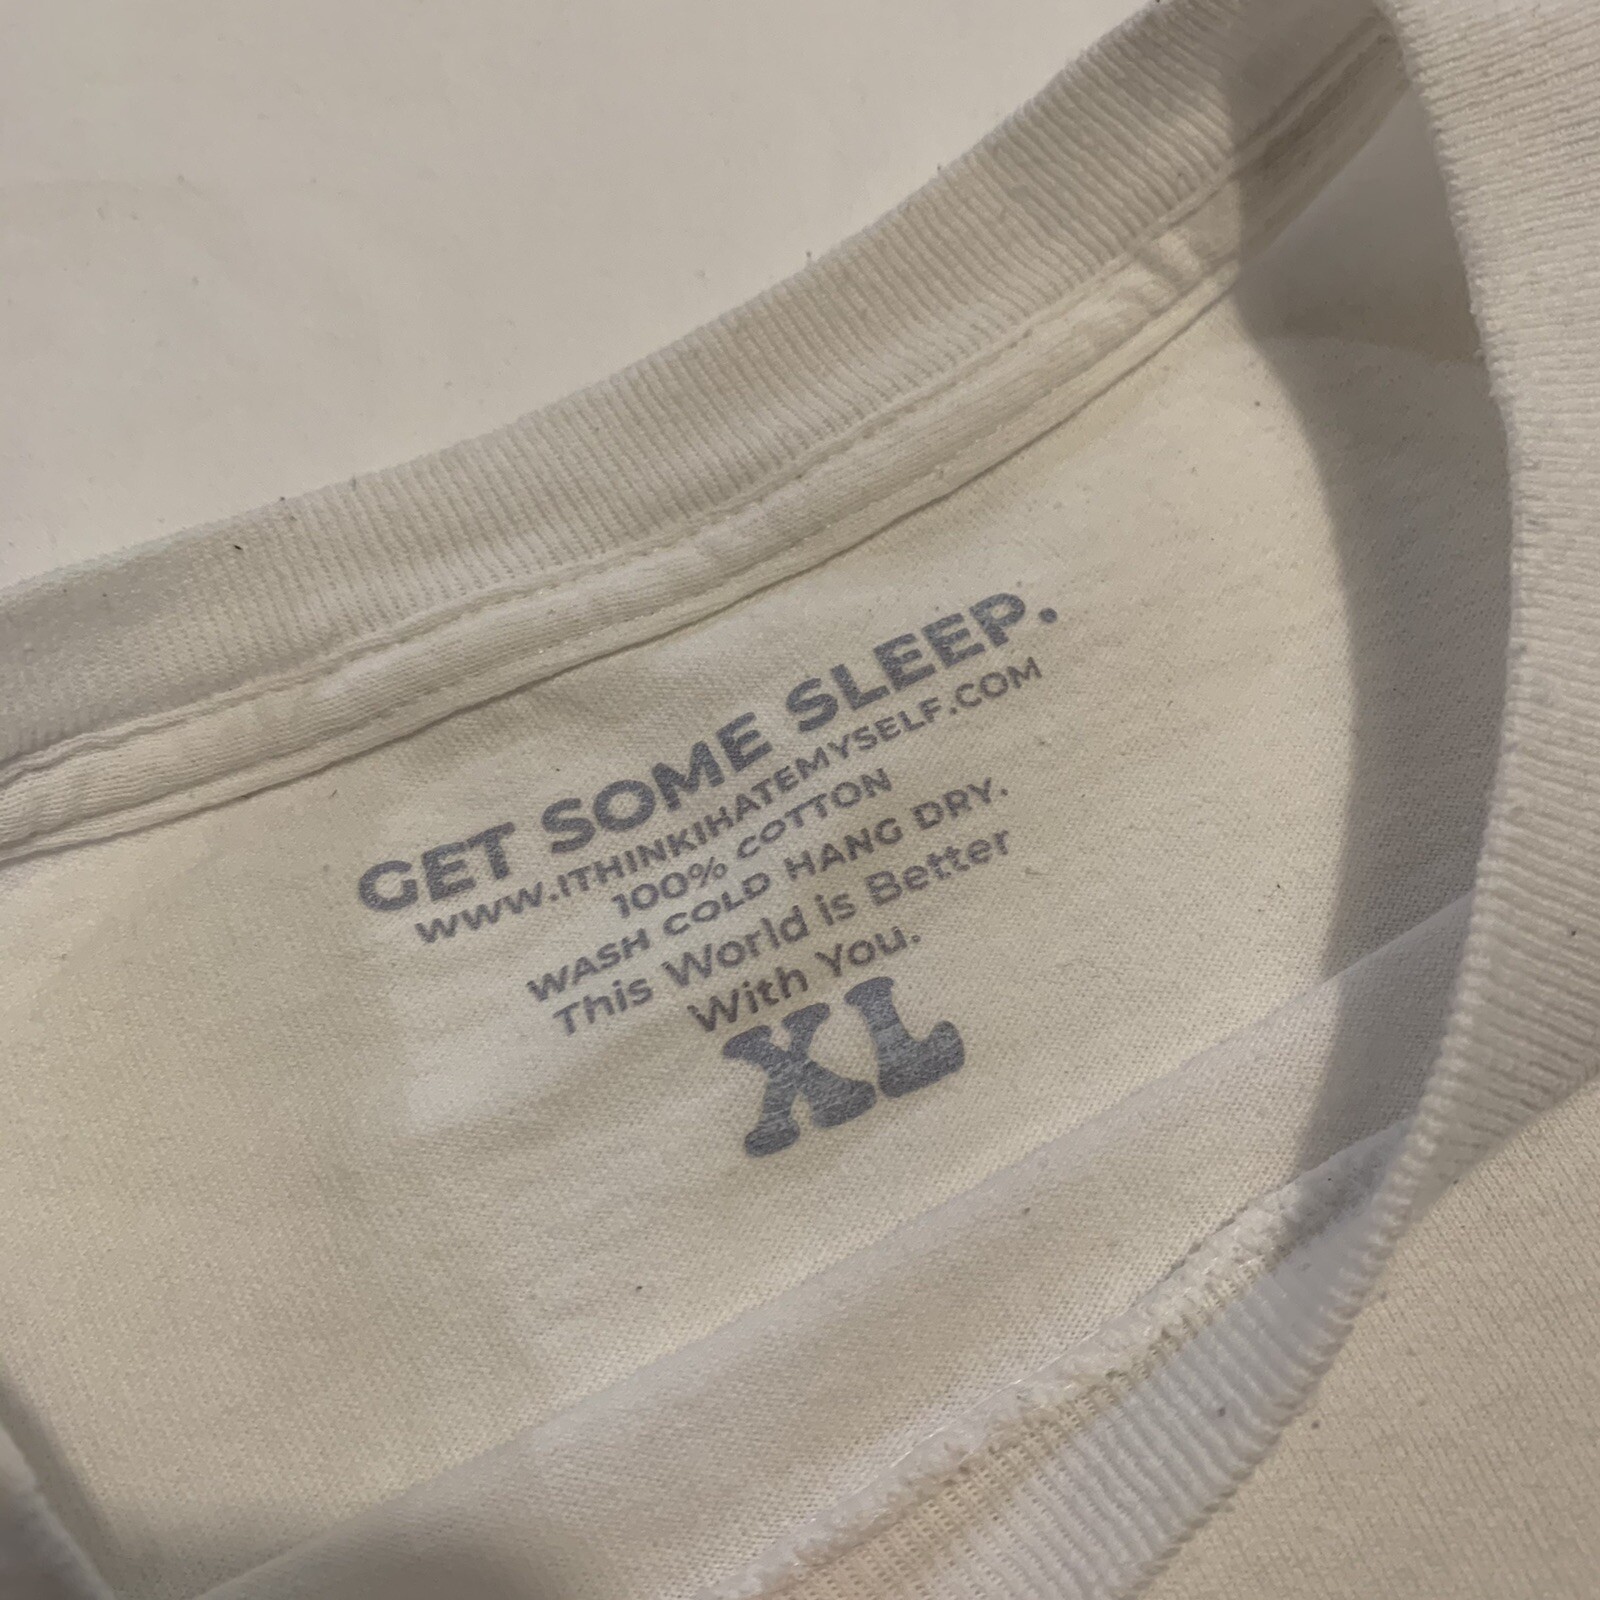 GET SOME SLEEP.
WWW.ITHINKIHATEMYSELF.COM
100% COTTON
WASH COLD HANG DRY.
This World is Better
With You.
XL